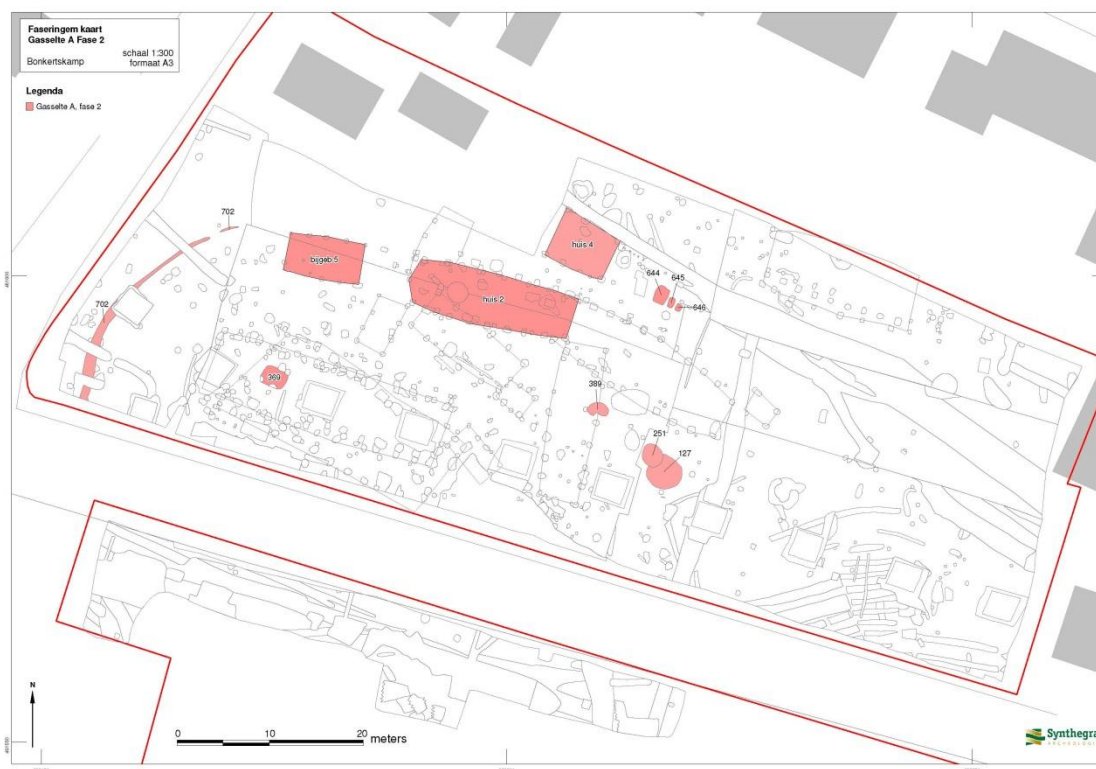 Faseringem kaart
Gasselte A Fase 2
schaal 1:300
Bonkertskamp formaat A3
Legenda
Gasselte A, fase 2
702
bijgeb 5
huis 4
644
645
huis 2
646
702
369
389
251
127
N
0 10 20 meters
Synthegra
ARCHEOLOGIE